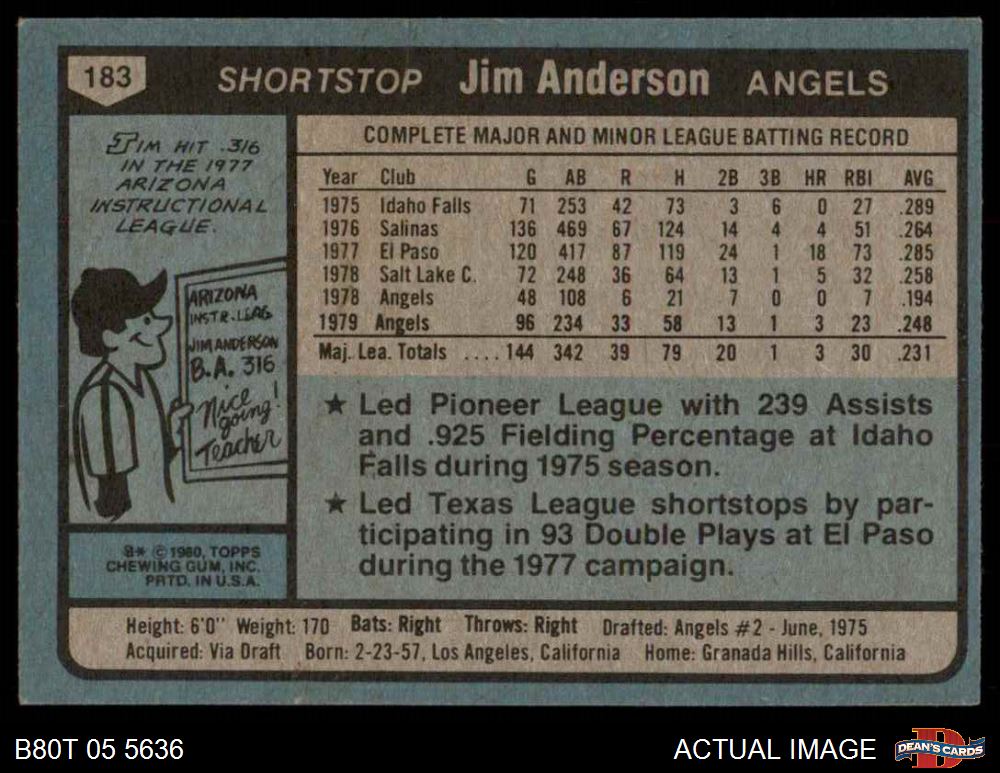 183 SHORTSTOP Jim Anderson ANGELS
JIM HIT .316
IN THE 1977
ARIZONA
INSTRUCTIONAL
LEAGUE.
ARIZONA
INSTR. LEAG
JIM ANDERSON
B.A. 316
Nice
going!
Teacher
8* © 1980, TOPPS
CHEWING GUM, INC.
PRTD. IN U.S.A.
COMPLETE MAJOR AND MINOR LEAGUE BATTING RECORD
Year Club G AB R H 2B 3B HR RBI AVG
1975 Idaho Falls 71 253 42 73 3 6 0 27 .289
1976 Salinas 136 469 67 124 14 4 4 51 .264
1977 El Paso 120 417 87 119 24 1 18 73 .285
1978 Salt Lake C. 72 248 36 64 13 1 5 32 .258
1978 Angels 48 108 6 21 7 0 0 7 .194
1979 Angels 96 234 33 58 13 1 3 23 .248
Maj. Lea. Totals ....144 342 39 79 20 1 3 30 .231
★ Led Pioneer League with 239 Assists
and .925 Fielding Percentage at Idaho
Falls during 1975 season.
★ Led Texas League shortstops by par-
ticipating in 93 Double Plays at El Paso
during the 1977 campaign.
Height: 6'0" Weight: 170 Bats: Right Throws: Right Drafted: Angels #2 - June, 1975
Acquired: Via Draft Born: 2-23-57, Los Angeles, California Home: Granada Hills, California
B80T 05 5636 ACTUAL IMAGE D DEAN'S CARDS